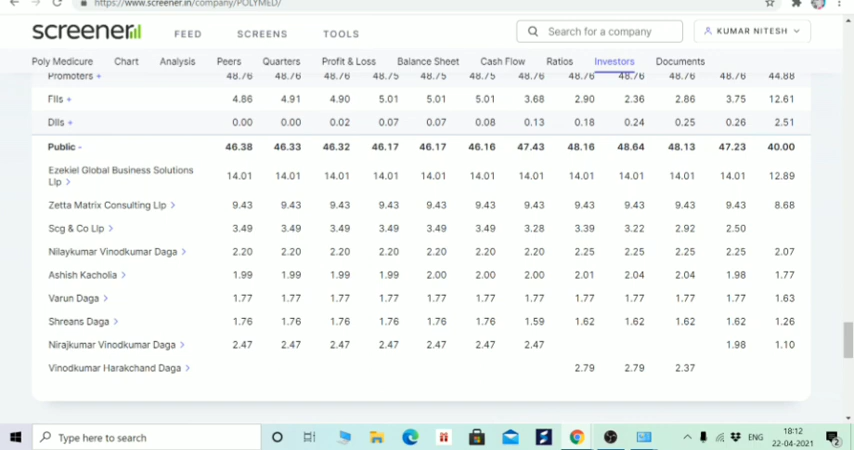 https://www.screener.in/company/POLYMED/
screener FEED SCREENS TOOLS Search for a company KUMAR NITESH
Poly Medicure Chart Analysis Peers Quarters Profit & Loss Balance Sheet Cash Flow Ratios Investors Documents
Promoters + 48.76 48.76 48.76 48.75 48.75 48.75 48.76 48.76 48.76 48.76 48.76 44.88
FIIs + 4.86 4.91 4.90 5.01 5.01 5.01 3.68 2.90 2.36 2.86 3.75 12.61
DIIs + 0.00 0.00 0.02 0.07 0.07 0.08 0.13 0.18 0.24 0.25 0.26 2.51
Public - 46.38 46.33 46.32 46.17 46.17 46.16 47.43 48.16 48.64 48.13 47.23 40.00
Ezekiel Global Business Solutions
Llp > 14.01 14.01 14.01 14.01 14.01 14.01 14.01 14.01 14.01 14.01 14.01 12.89
Zetta Matrix Consulting Llp > 9.43 9.43 9.43 9.43 9.43 9.43 9.43 9.43 9.43 9.43 9.43 8.68
Scg & Co Llp > 3.49 3.49 3.49 3.49 3.49 3.49 3.28 3.39 3.22 2.92 2.50
Nilaykumar Vinodkumar Daga > 2.20 2.20 2.20 2.20 2.20 2.20 2.20 2.25 2.25 2.25 2.25 2.07
Ashish Kacholia > 1.99 1.99 1.99 1.99 2.00 2.00 2.00 2.01 2.04 2.04 1.98 1.77
Varun Daga > 1.77 1.77 1.77 1.77 1.77 1.77 1.77 1.77 1.77 1.77 1.77 1.63
Shreans Daga > 1.76 1.76 1.76 1.76 1.76 1.76 1.59 1.62 1.62 1.62 1.62 1.26
Nirajkumar Vinodkumar Daga > 2.47 2.47 2.47 2.47 2.47 2.47 2.47 1.98 1.10
Vinodkumar Harakchand Daga > 2.79 2.79 2.37
Type here to search ENG 18:12
22-04-2021 2